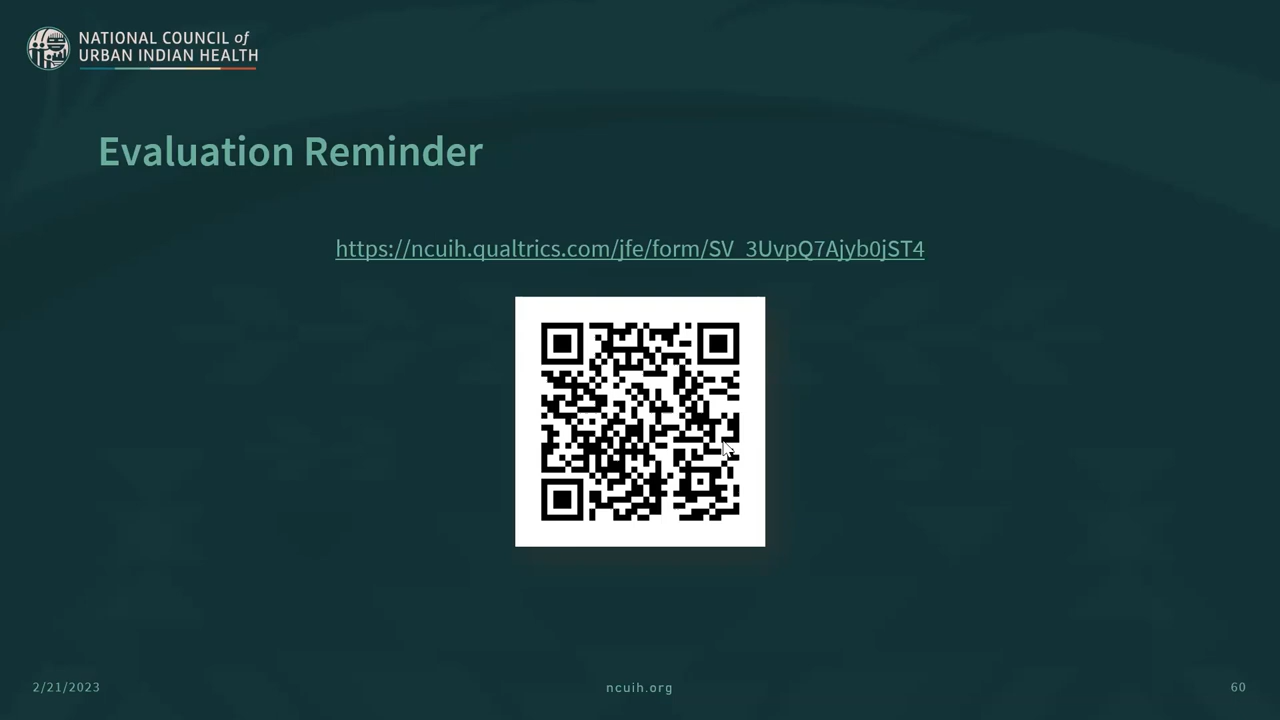 NATIONAL COUNCIL of
URBAN INDIAN HEALTH
Evaluation Reminder
https://ncuih.qualtrics.com/jfe/form/SV_3UvpQ7Ajyb0jST4
2/21/2023
ncuih.org
60